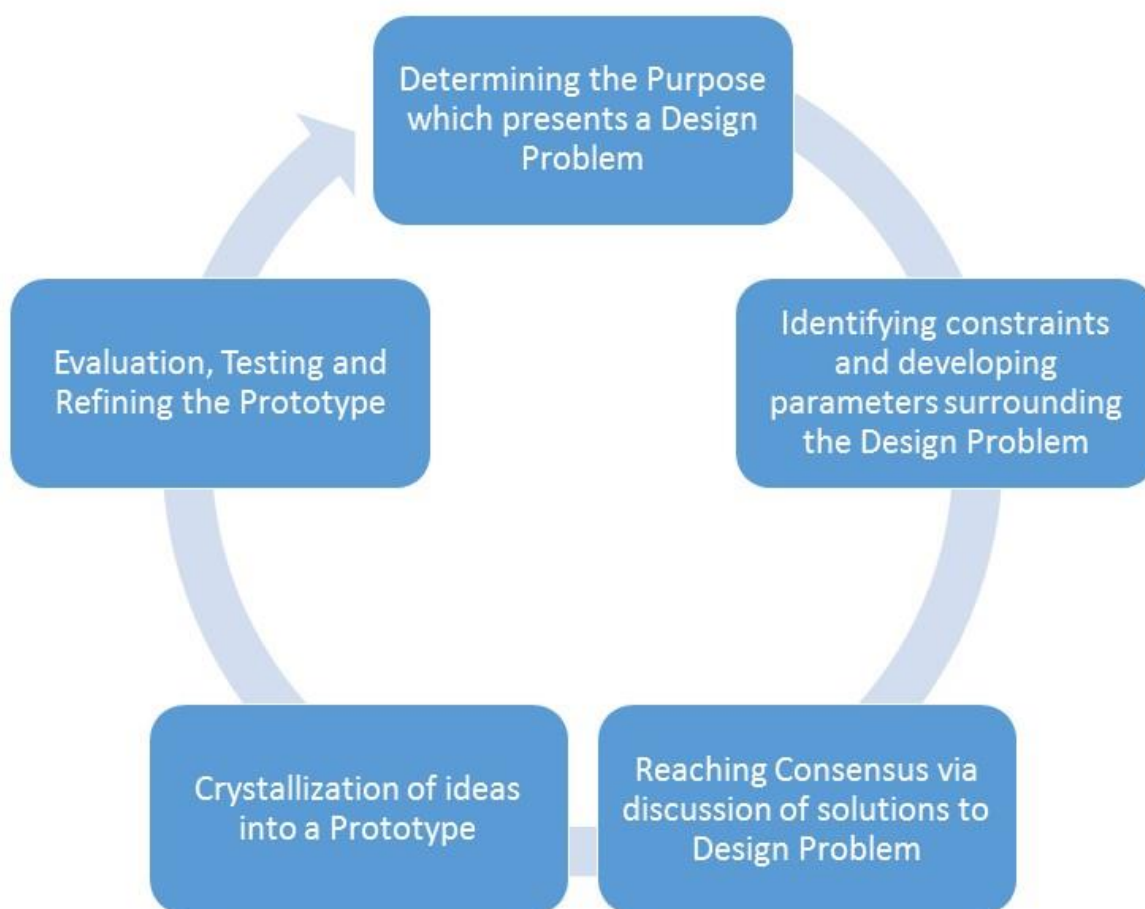 Determining the Purpose
which presents a Design
Problem
Identifying constraints
and developing
parameters surrounding
the Design Problem
Reaching Consensus via
discussion of solutions to
Design Problem
Crystallization of ideas
into a Prototype
Evaluation, Testing and
Refining the Prototype